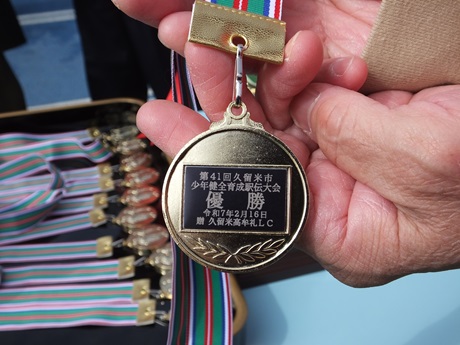 第41回久留米市
少年健全育成駅伝大会
優勝
令和7年2月16日
贈 久留米高牟礼LC